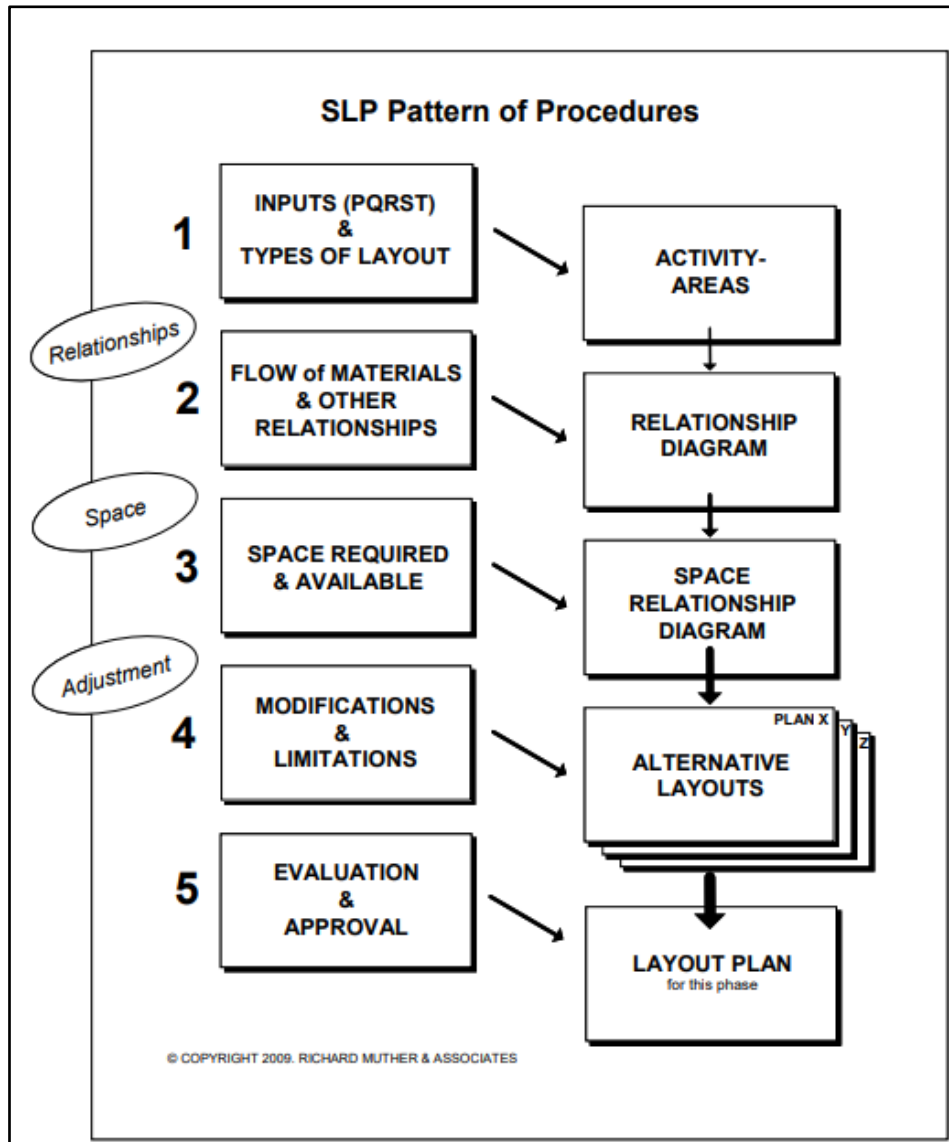 SLP Pattern of Procedures
1
INPUTS (PQRST)
&
TYPES OF LAYOUT
ACTIVITY-
AREAS
Relationships
2
FLOW of MATERIALS
& OTHER
RELATIONSHIPS
RELATIONSHIP
DIAGRAM
Space
3
SPACE REQUIRED
& AVAILABLE
SPACE
RELATIONSHIP
DIAGRAM
Adjustment
4
MODIFICATIONS
&
LIMITATIONS
PLAN X
Y
Z
ALTERNATIVE
LAYOUTS
5
EVALUATION
&
APPROVAL
LAYOUT PLAN
for this phase
© COPYRIGHT 2009. RICHARD MUTHER & ASSOCIATES